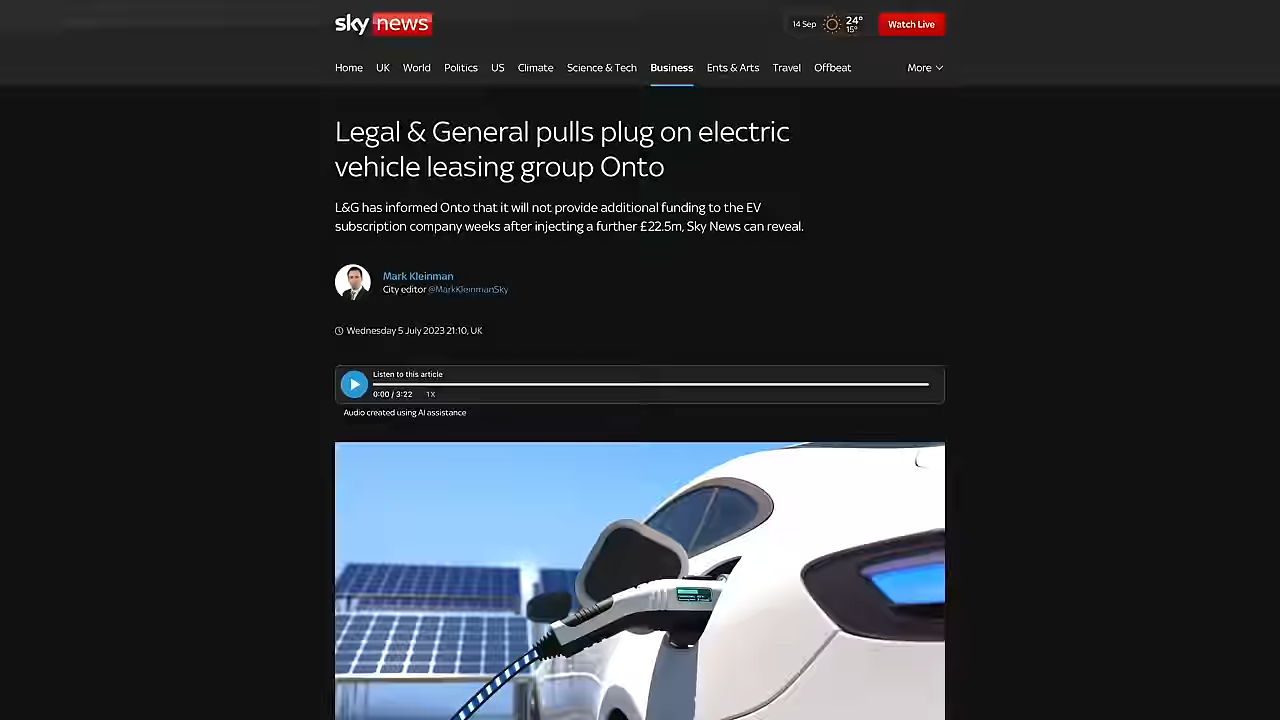 sky news
14 Sep 24° 15° Watch Live
Home UK World Politics US Climate Science & Tech Business Ents & Arts Travel Offbeat More
Legal & General pulls plug on electric
vehicle leasing group Onto
L&G has informed Onto that it will not provide additional funding to the EV
subscription company weeks after injecting a further £22.5m, Sky News can reveal.
Mark Kleinman
City editor @MarkKleinmanSky
Wednesday 5 July 2023 21:10, UK
Listen to this article
0:00 / 3:22 1X
Audio created using AI assistance